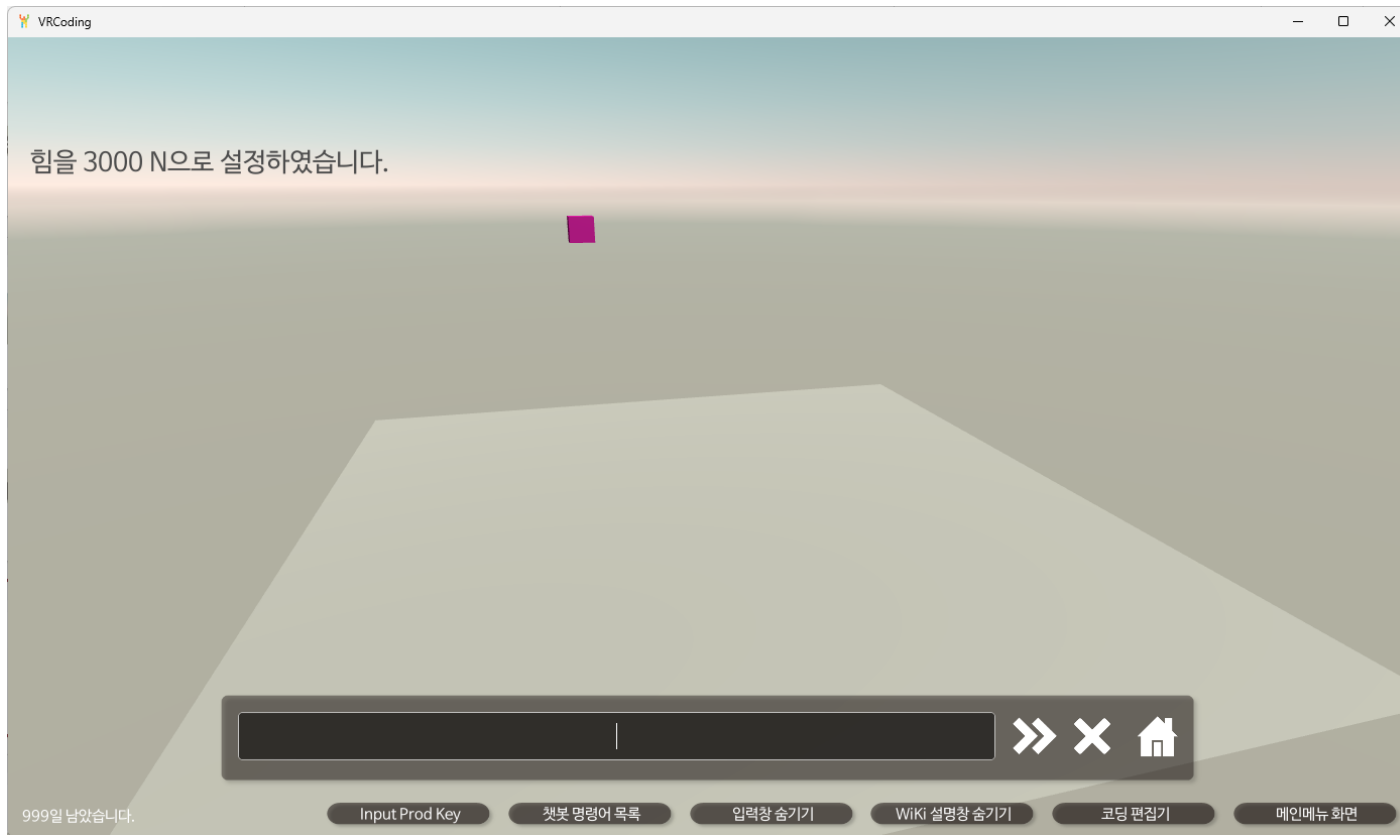 VRCoding
힘을 3000 N으로 설정하였습니다.
999일 남았습니다.
Input Prod Key
챗봇 명령어 목록
입력창 숨기기
WiKi 설명창 숨기기
코딩 편집기
메인메뉴 화면